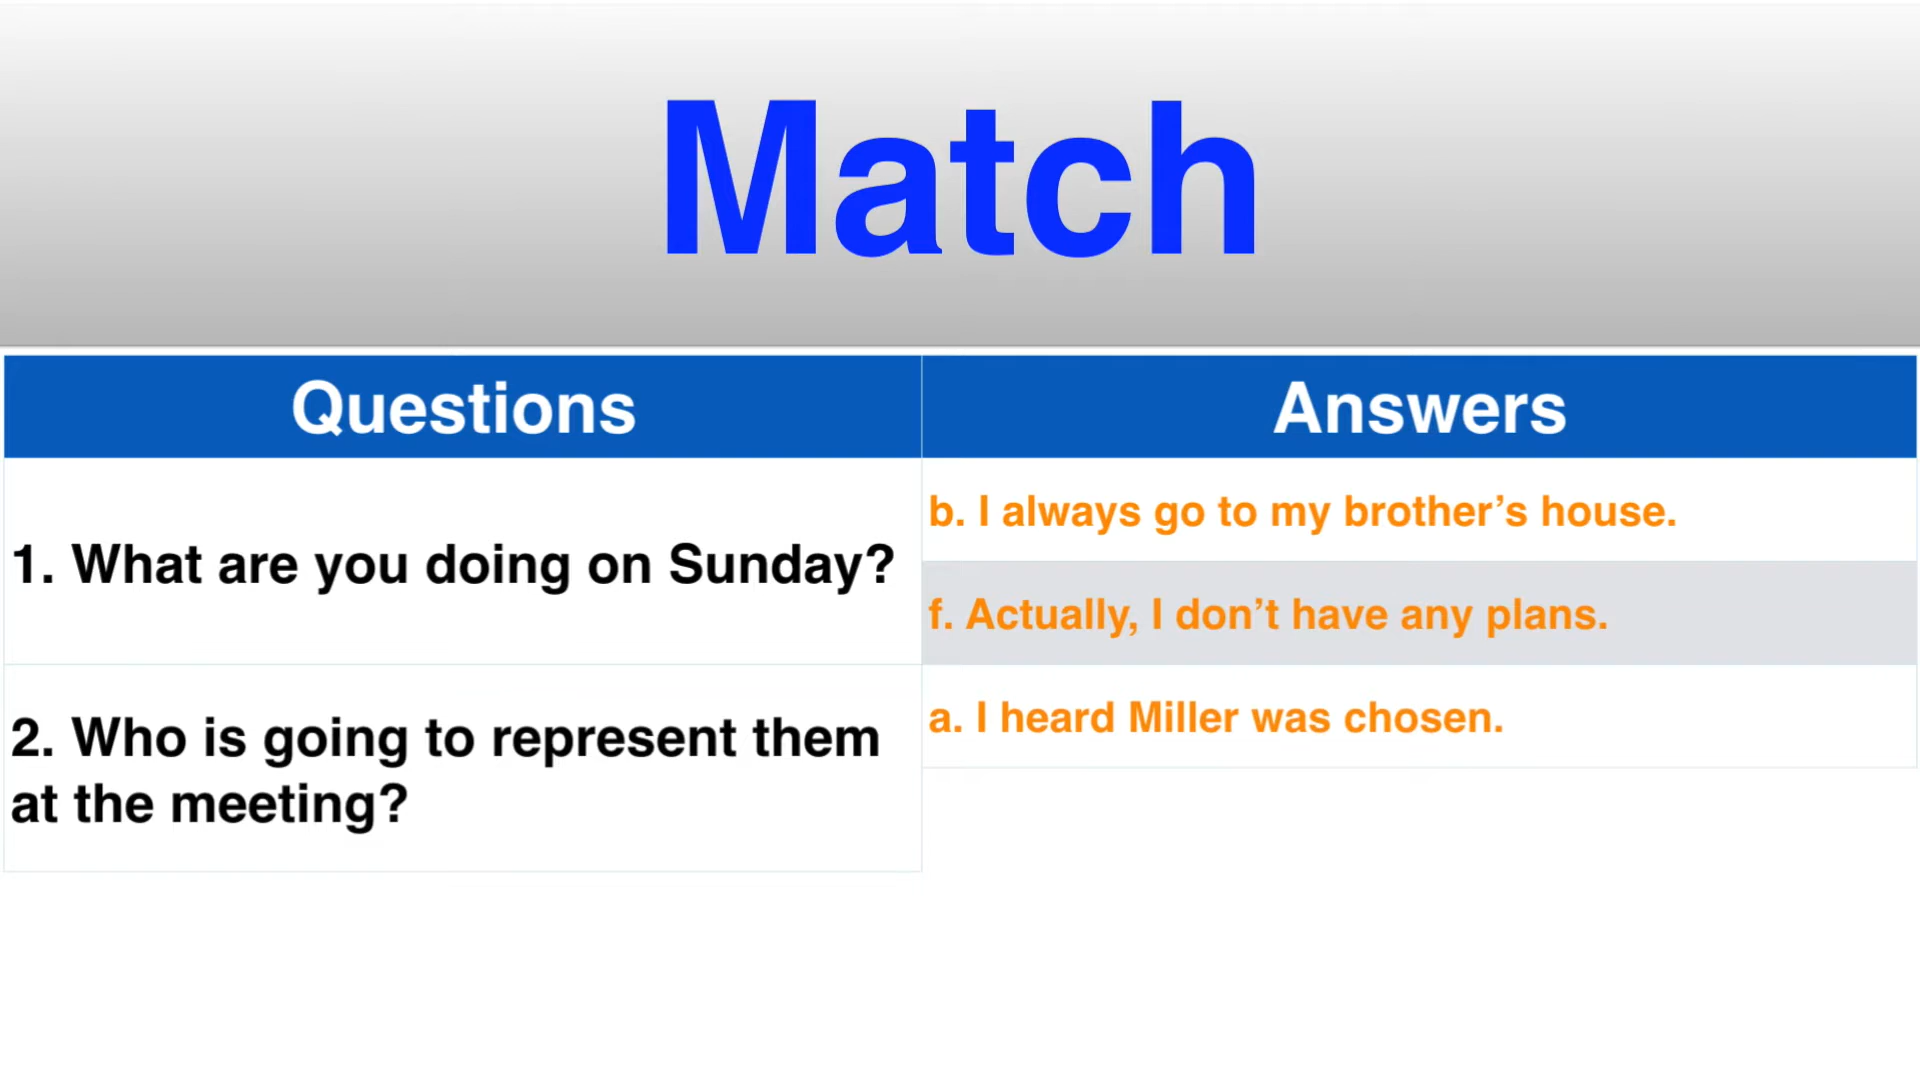 Match
Questions
Answers
1. What are you doing on Sunday?
b. I always go to my brother’s house.
f. Actually, I don’t have any plans.
2. Who is going to represent them
at the meeting?
a. I heard Miller was chosen.